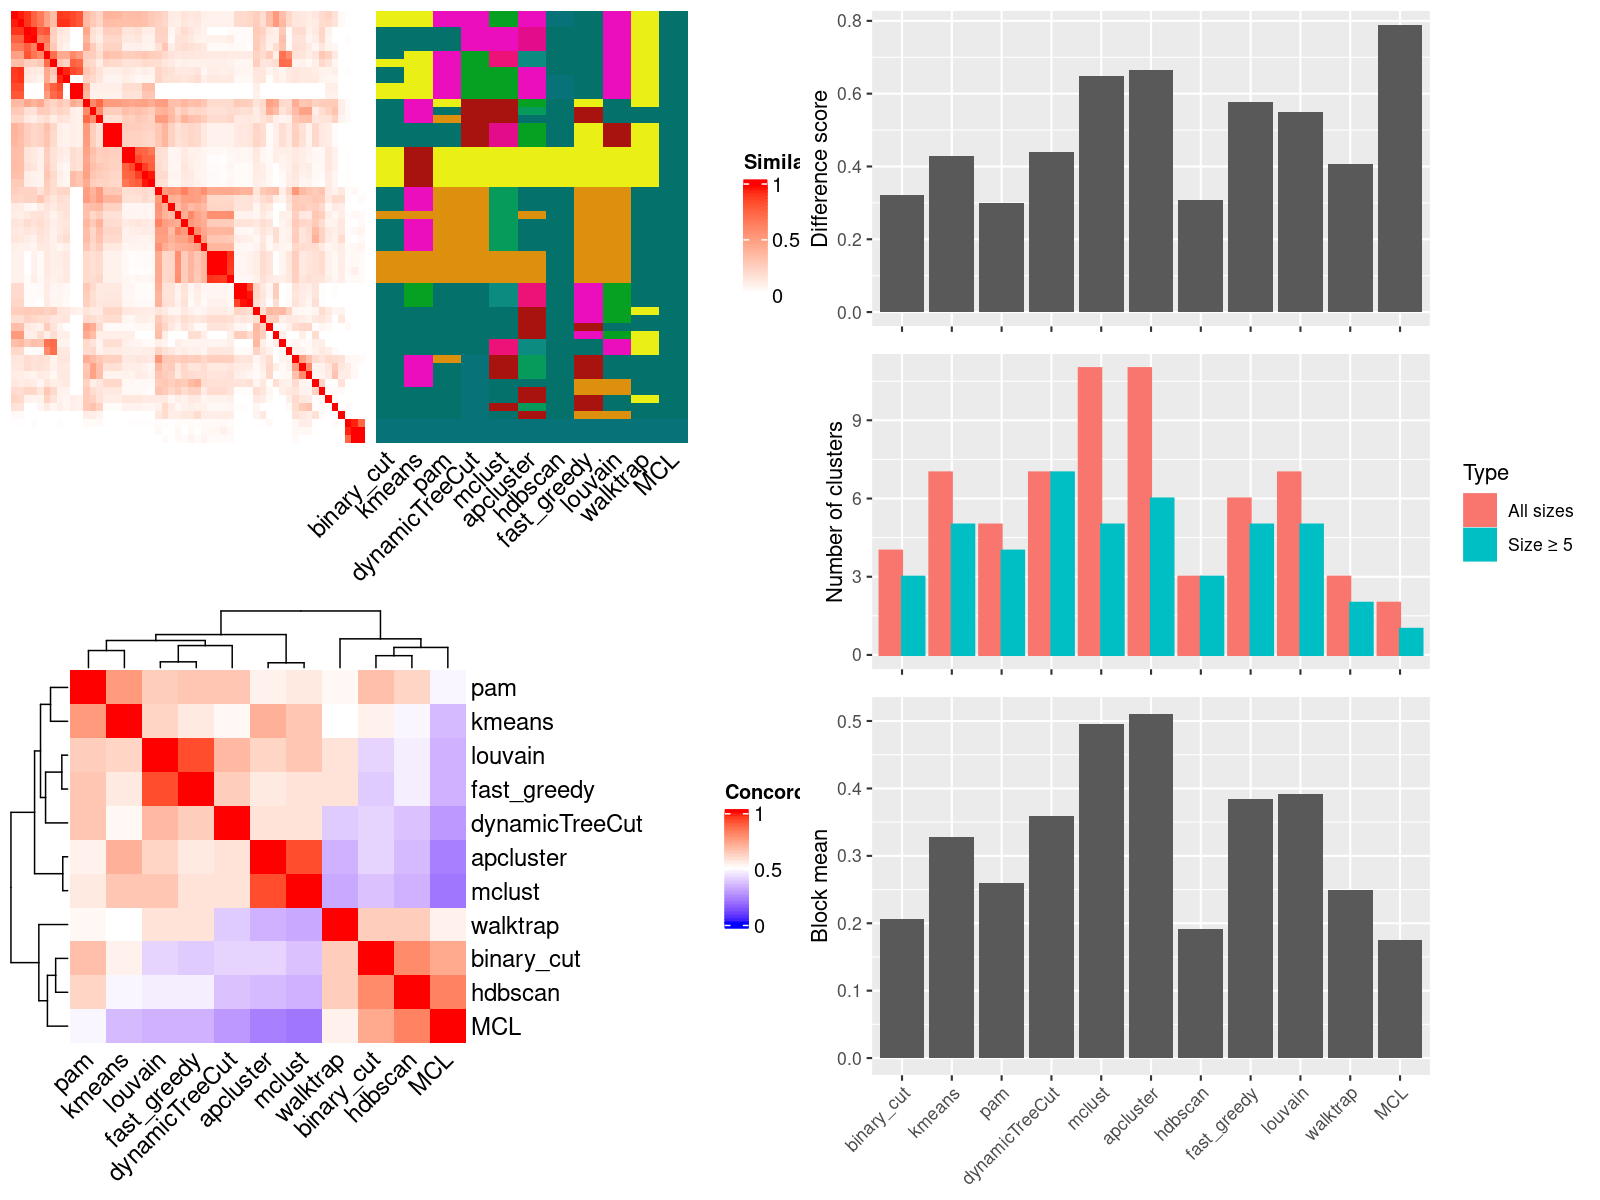 Simila
1
0.5
0
binary_cut
kmeans
pam
dynamicTreeCut
mclust
apcluster
hdbscan
fast_greedy
louvain
walktrap
MCL
pam
kmeans
louvain
fast_greedy
dynamicTreeCut
apcluster
mclust
walktrap
binary_cut
hdbscan
MCL
pam
kmeans
louvain
fast_greedy
dynamicTreeCut
apcluster
mclust
walktrap
binary_cut
hdbscan
MCL
Concord
1
0.5
0
Difference score
0.8
0.6
0.4
0.2
0.0
Number of clusters
9
6
3
0
Type
All sizes
Size ≥ 5
Block mean
0.5
0.4
0.3
0.2
0.1
0.0
binary_cut
kmeans
pam
dynamicTreeCut
mclust
apcluster
hdbscan
fast_greedy
louvain
walktrap
MCL